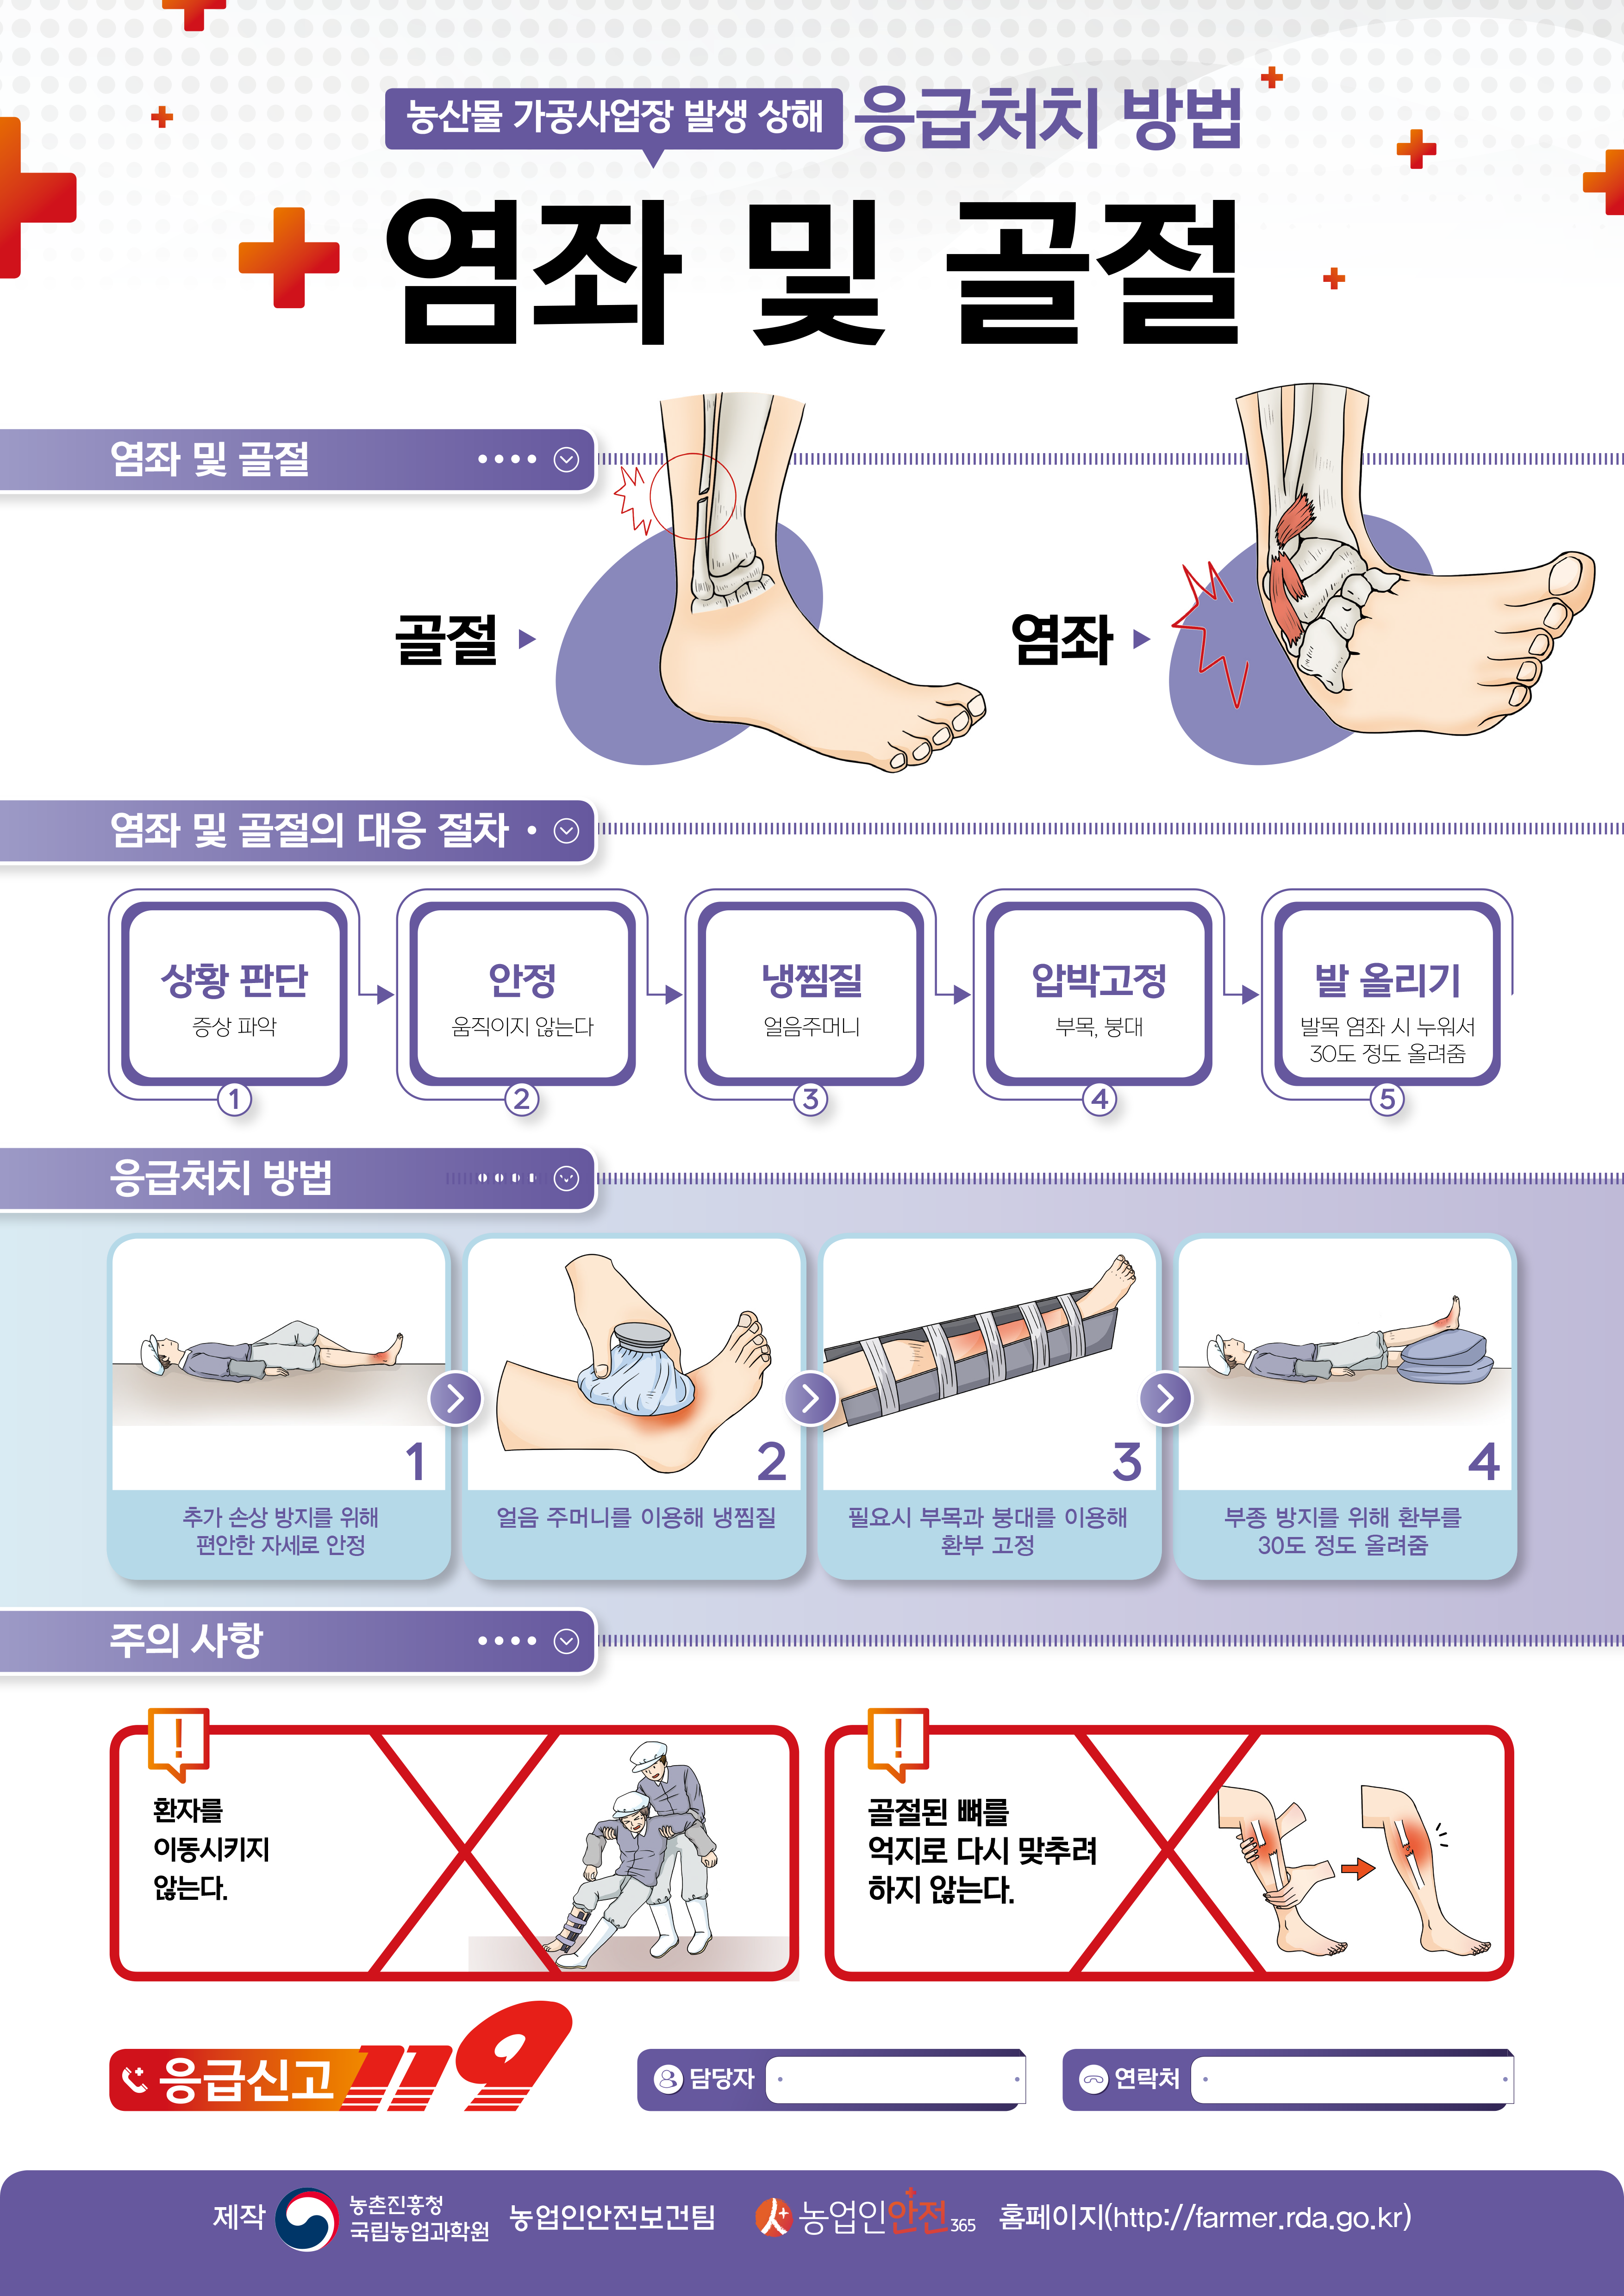 농산물 가공사업장 발생 상해 응급처치 방법
염좌 및 골절
염좌 및 골절
골절
염좌
염좌 및 골절의 대응 절차
상황 판단
증상 파악
1
안정
움직이지 않는다
2
냉찜질
얼음주머니
3
압박고정
부목, 붕대
4
발 올리기
발목 염좌 시 누워서
30도 정도 올려줌
5
응급처치 방법
1
추가 손상 방지를 위해
편안한 자세로 안정
2
얼음 주머니를 이용해 냉찜질
3
필요시 부목과 붕대를 이용해
환부 고정
4
부종 방지를 위해 환부를
30도 정도 올려줌
주의 사항
!
환자를
이동시키지
않는다.
!
골절된 뼈를
억지로 다시 맞추려
하지 않는다.
응급신고 119
담당자
연락처
제작
농촌진흥청
국립농업과학원
농업인안전보건팀
농업인안전365
홈페이지(http://farmer.rda.go.kr)